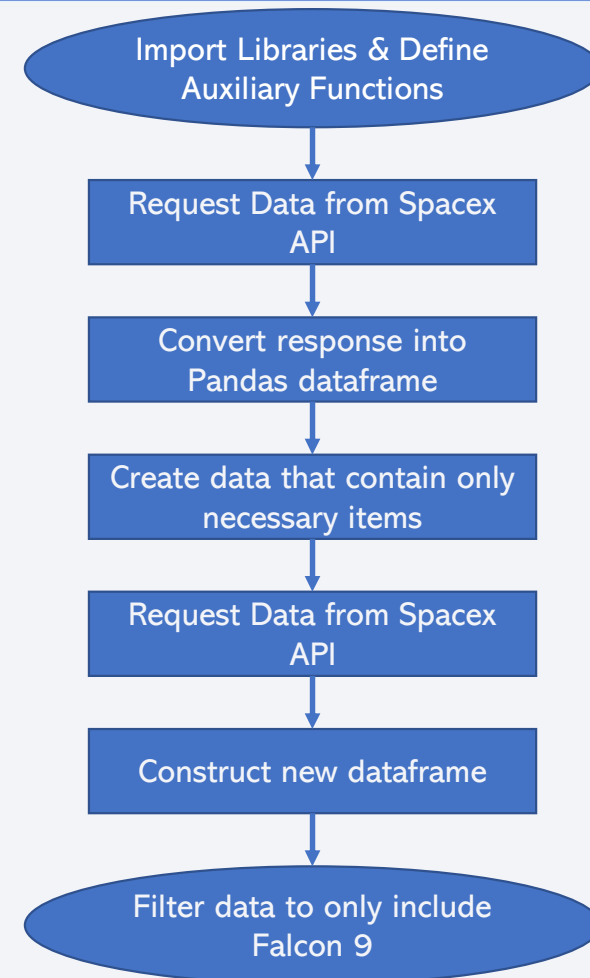 Import Libraries & Define
Auxiliary Functions
Request Data from Spacex
API
Convert response into
Pandas dataframe
Create data that contain only
necessary items
Request Data from Spacex
API
Construct new dataframe
Filter data to only include
Falcon 9